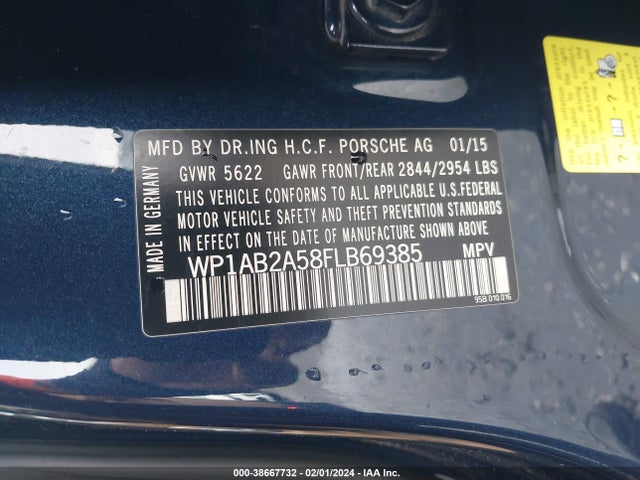 MFD BY DR.ING H.C.F. PORSCHE AG 01/15
GVWR 5622 GAWR FRONT/REAR 2844/2954 LBS
THIS VEHICLE CONFORMS TO ALL APPLICABLE U.S.FEDERAL
MOTOR VEHICLE SAFETY AND THEFT PREVENTION STANDARDS
IN EFFECT ON THE DATE OF MANUFACTURE SHOWN ABOVE.
WP1AB2A58FLB69385 MPV
95B.010.016
MADE IN GERMANY
000-38667732 - 02/01/2024 - IAA Inc.